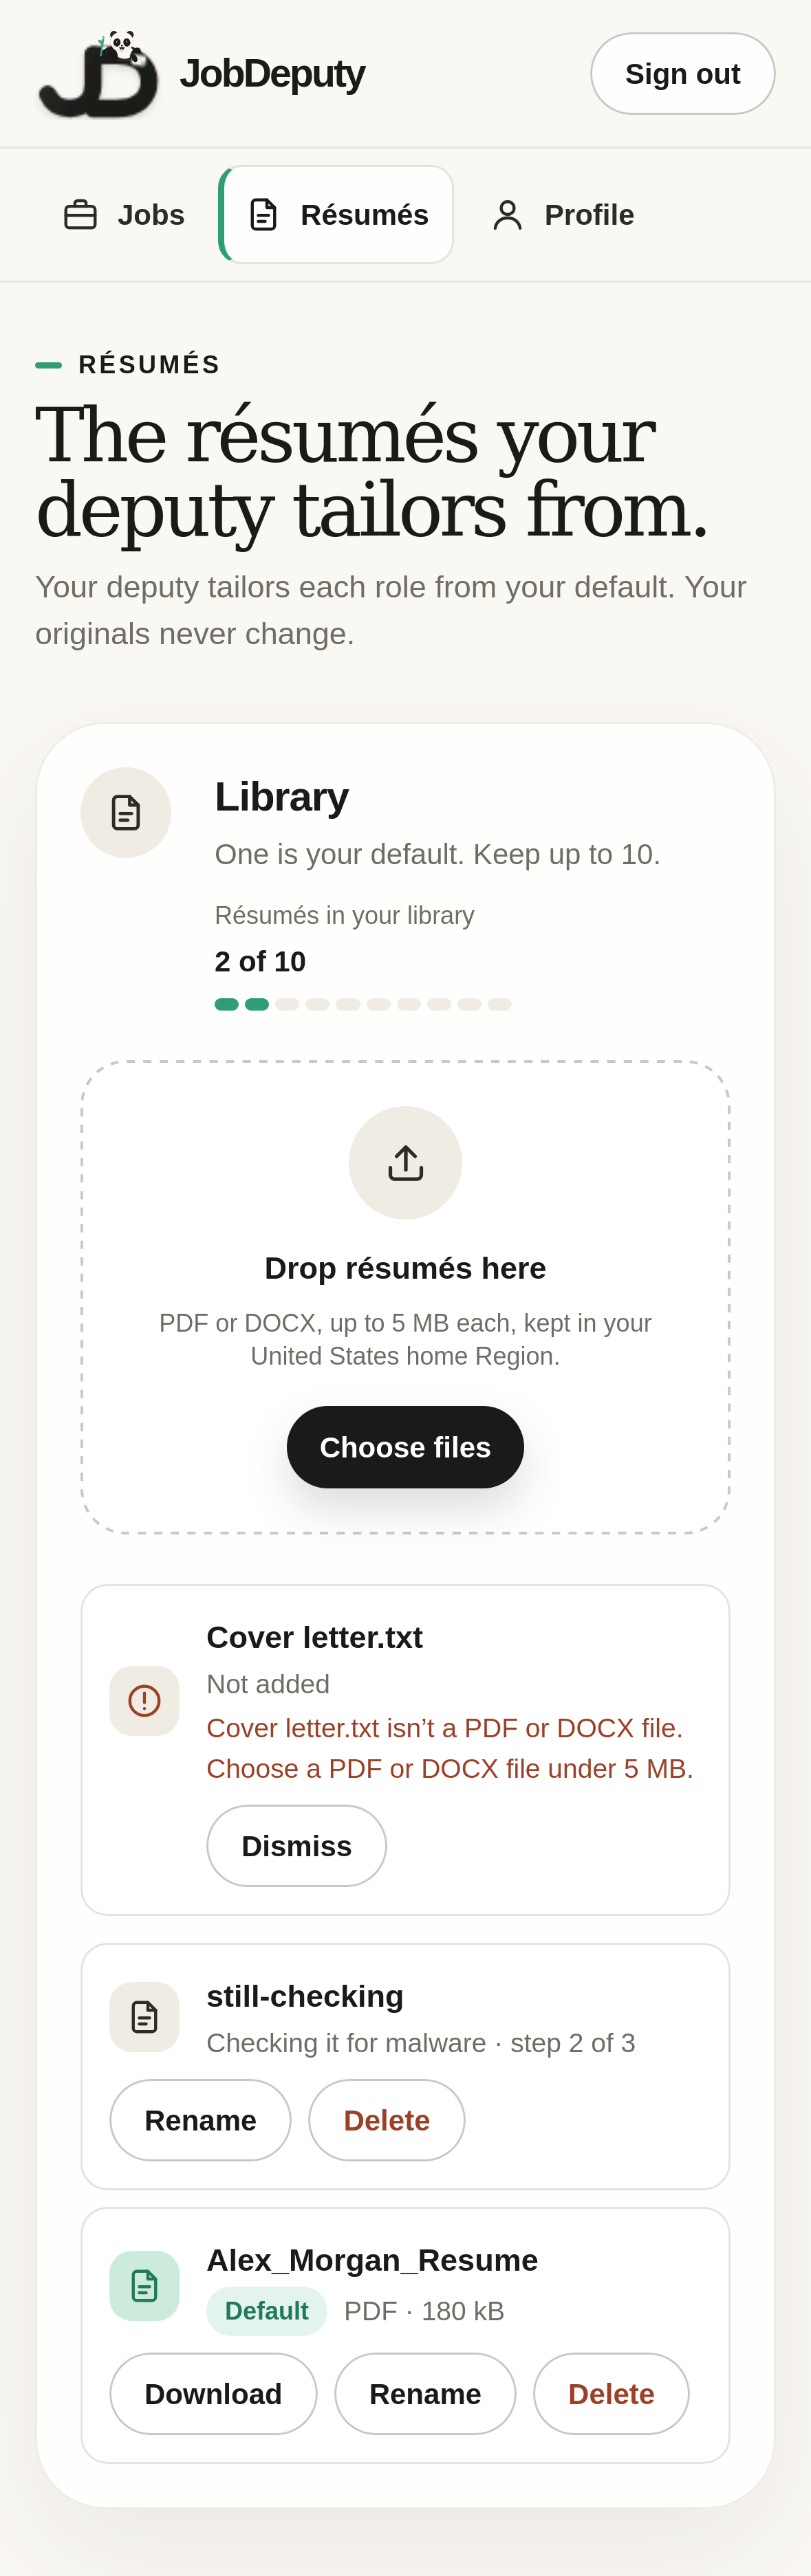 JD
JobDeputy
Sign out
Jobs
Résumés
Profile
RÉSUMÉS
The résumés your
deputy tailors from.
Your deputy tailors each role from your default. Your
originals never change.
Library
One is your default. Keep up to 10.
Résumés in your library
2 of 10
Drop résumés here
PDF or DOCX, up to 5 MB each, kept in your
United States home Region.
Choose files
Cover letter.txt
Not added
Cover letter.txt isn’t a PDF or DOCX file.
Choose a PDF or DOCX file under 5 MB.
Dismiss
still-checking
Checking it for malware · step 2 of 3
Rename
Delete
Alex_Morgan_Resume
Default
PDF · 180 kB
Download
Rename
Delete